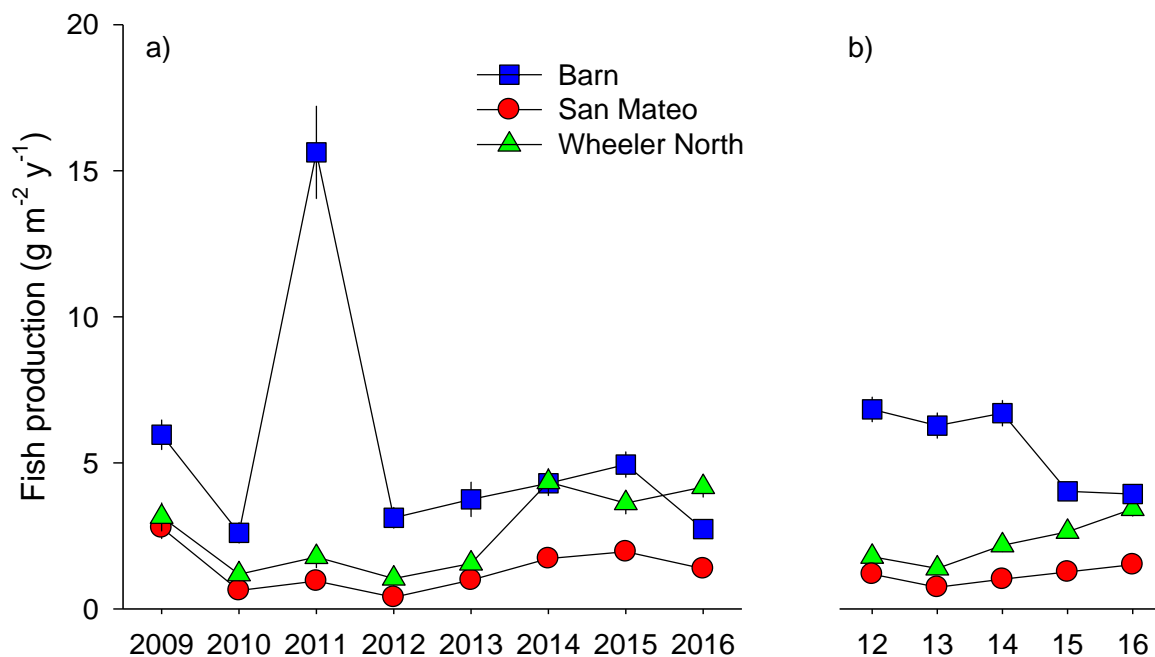 a)
b)
Barn
San Mateo
Wheeler North
Fish production (g m⁻² y⁻¹)
20
15
10
5
0
2009 2010 2011 2012 2013 2014 2015 2016
12 13 14 15 16